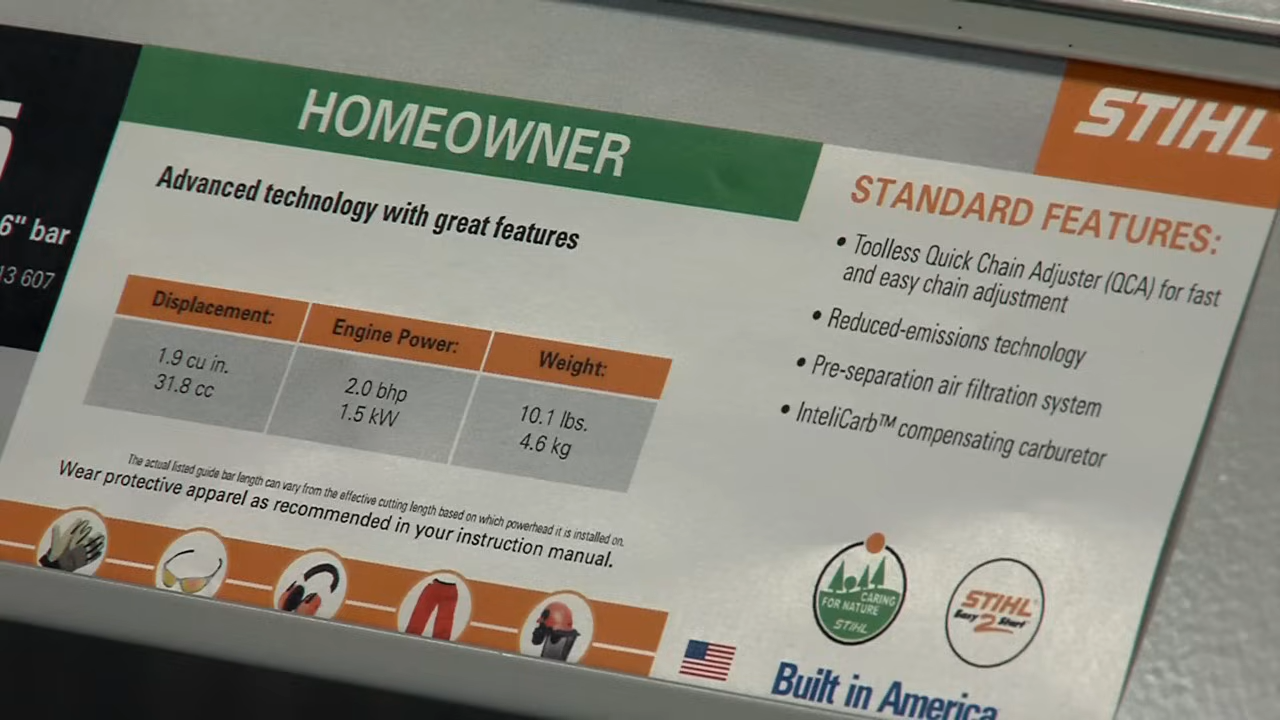 HOMEOWNER
Advanced technology with great features
Displacement:
Engine Power:
Weight:
1.9 cu in.
31.8 cc
2.0 bhp
1.5 kW
10.1 lbs.
4.6 kg
The actual listed guide bar length can vary from the effective cutting length based on which powerhead it is installed on.
Wear protective apparel as recommended in your instruction manual.
6" bar
13 607
STIHL
STANDARD FEATURES:
• Toolless Quick Chain Adjuster (QCA) for fast
and easy chain adjustment
• Reduced-emissions technology
• Pre-separation air filtration system
• InteliCarb™ compensating carburetor
CARING
FOR NATURE
STIHL
STIHL
Easy 2 Start
Built in America